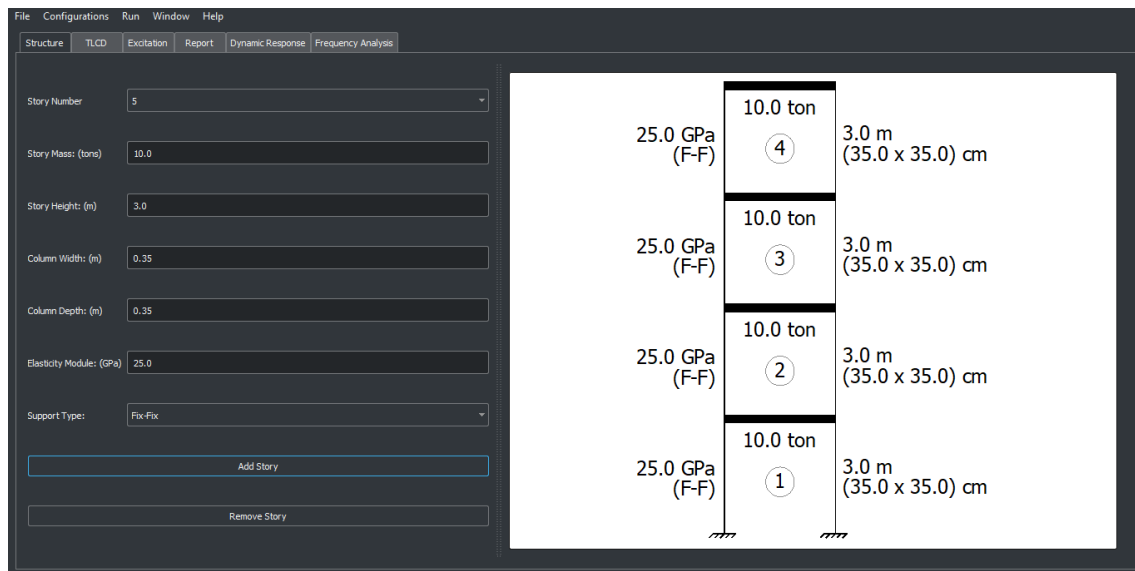 File Configurations Run Window Help
Structure TLCD Excitation Report Dynamic Response Frequency Analysis
Story Number 5
Story Mass: (tons) 10.0
Story Height: (m) 3.0
Column Width: (m) 0.35
Column Depth: (m) 0.35
Elasticity Module: (GPa) 25.0
Support Type: Fix-Fix
Add Story
Remove Story
10.0 ton
25.0 GPa 3.0 m
(F-F) 4 (35.0 x 35.0) cm
10.0 ton
25.0 GPa 3.0 m
(F-F) 3 (35.0 x 35.0) cm
10.0 ton
25.0 GPa 3.0 m
(F-F) 2 (35.0 x 35.0) cm
10.0 ton
25.0 GPa 3.0 m
(F-F) 1 (35.0 x 35.0) cm